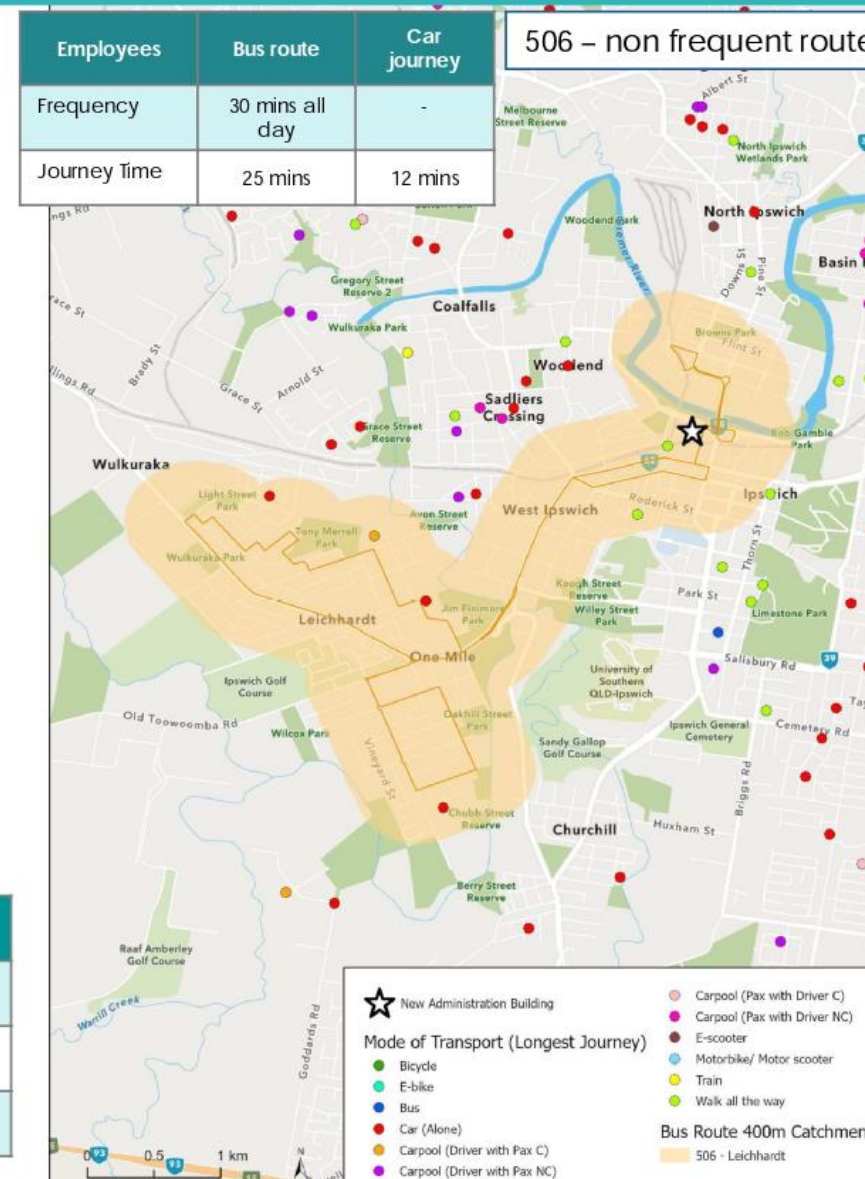 Employees
Bus route
Car
journey
Frequency
30 mins all
day
-
Journey Time
25 mins
12 mins
506 – non frequent route
Albert St
Melbourne
Street Reserve
North Ipswich
Wetlands Park
Woodend Park
Bremer River
North Ipswich
Downs St
Pine St
Basin
Gregory Street
Reserve 2
Coalfalls
Wulkuraka Park
Browns Park
Flint St
Brady St
Grace St
Arnold St
Woodend
Sadliers
Crossing
Grace Street
Reserve
Bob Gamble
Park
Wulkuraka
Light Street
Park
Avon Street
Reserve
West Ipswich
Roderick St
Ipswich
Tony Merrell
Park
Wulkuraka Park
Thorn St
Keogh Street
Reserve
Willey Street
Park
Park St
Limestone Park
Leichhardt
Jim Finimore
Park
One Mile
Salisbury Rd
39
University of
Southern
QLD-Ipswich
Ipswich Golf
Course
Old Toowoomba Rd
Wilcox Park
Oakhill Street
Park
Ipswich General
Cemetery
Cemetery Rd
Sandy Gallop
Golf Course
Vineyard St
Briggs Rd
Chubb Street
Reserve
Churchill
Huxham St
Berry Street
Reserve
Raaf Amberley
Golf Course
Warrill Creek
Goddards Rd
New Administration Building
Mode of Transport (Longest Journey)
Bicycle
E-bike
Bus
Car (Alone)
Carpool (Driver with Pax C)
Carpool (Driver with Pax NC)
Carpool (Pax with Driver C)
Carpool (Pax with Driver NC)
E-scooter
Motorbike/ Motor scooter
Train
Walk all the way
Bus Route 400m Catchmen
506 - Leichhardt
93
93
0 0.5 1 km
N